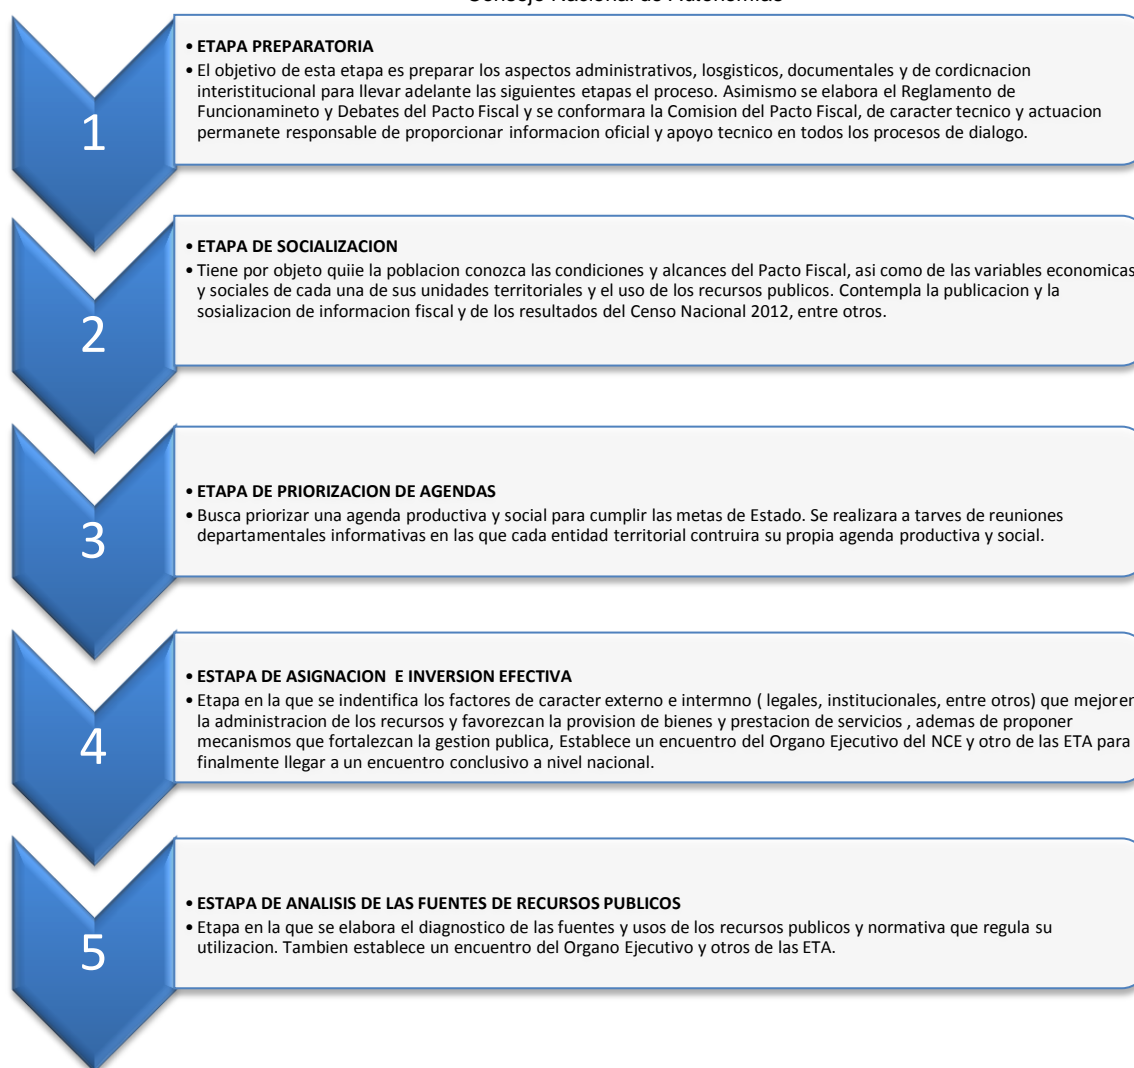 Consejo Nacional de Autonomías
1
• ETAPA PREPARATORIA
• El objetivo de esta etapa es preparar los aspectos administrativos, losgisticos, documentales y de cordicnacion
interistitucional para llevar adelante las siguientes etapas el proceso. Asimismo se elabora el Reglamento de
Funcionamineto y Debates del Pacto Fiscal y se conformara la Comision del Pacto Fiscal, de caracter tecnico y actuacion
permanete responsable de proporcionar informacion oficial y apoyo tecnico en todos los procesos de dialogo.
2
• ETAPA DE SOCIALIZACION
• Tiene por objeto quiie la poblacion conozca las condiciones y alcances del Pacto Fiscal, asi como de las variables economicas
y sociales de cada una de sus unidades territoriales y el uso de los recursos publicos. Contempla la publicacion y la
sosializacion de informacion fiscal y de los resultados del Censo Nacional 2012, entre otros.
3
• ETAPA DE PRIORIZACION DE AGENDAS
• Busca priorizar una agenda productiva y social para cumplir las metas de Estado. Se realizara a tarves de reuniones
departamentales informativas en las que cada entidad territorial contruira su propia agenda productiva y social.
4
• ESTAPA DE ASIGNACION E INVERSION EFECTIVA
• Etapa en la que se indentifica los factores de caracter externo e intermno ( legales, institucionales, entre otros) que mejoren
la administracion de los recursos y favorezcan la provision de bienes y prestacion de servicios , ademas de proponer
mecanismos que fortalezcan la gestion publica, Establece un encuentro del Organo Ejecutivo del NCE y otro de las ETA para
finalmente llegar a un encuentro conclusivo a nivel nacional.
5
• ESTAPA DE ANALISIS DE LAS FUENTES DE RECURSOS PUBLICOS
• Etapa en la que se elabora el diagnostico de las fuentes y usos de los recursos publicos y normativa que regula su
utilizacion. Tambien establece un encuentro del Organo Ejecutivo y otros de las ETA.